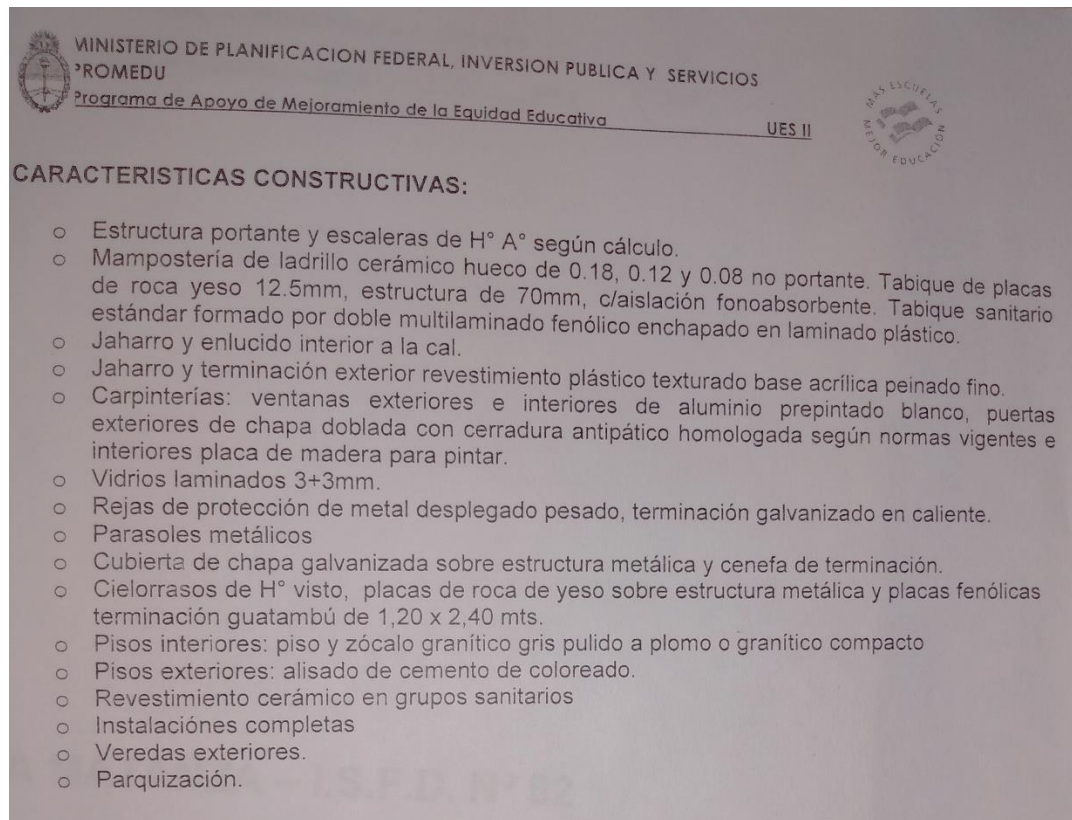 MINISTERIO DE PLANIFICACION FEDERAL, INVERSION PUBLICA Y SERVICIOS
PROMEDU
Programa de Apoyo de Mejoramiento de la Equidad Educativa UES II
MAS ESCUELAS
MEJOR EDUCACIÓN
CARACTERISTICAS CONSTRUCTIVAS:
○ Estructura portante y escaleras de H° A° según cálculo.
○ Mampostería de ladrillo cerámico hueco de 0.18, 0.12 y 0.08 no portante. Tabique de placas
de roca yeso 12.5mm, estructura de 70mm, c/aislación fonoabsorbente. Tabique sanitario
estándar formado por doble multilaminado fenólico enchapado en laminado plástico.
○ Jaharro y enlucido interior a la cal.
○ Jaharro y terminación exterior revestimiento plástico texturado base acrílica peinado fino.
○ Carpinterías: ventanas exteriores e interiores de aluminio prepintado blanco, puertas
exteriores de chapa doblada con cerradura antipático homologada según normas vigentes e
interiores placa de madera para pintar.
○ Vidrios laminados 3+3mm.
○ Rejas de protección de metal desplegado pesado, terminación galvanizado en caliente.
○ Parasoles metálicos
○ Cubierta de chapa galvanizada sobre estructura metálica y cenefa de terminación.
○ Cielorrasos de H° visto, placas de roca de yeso sobre estructura metálica y placas fenólicas
terminación guatambú de 1,20 x 2,40 mts.
○ Pisos interiores: piso y zócalo granítico gris pulido a plomo o granítico compacto
○ Pisos exteriores: alisado de cemento de coloreado.
○ Revestimiento cerámico en grupos sanitarios
○ Instalaciónes completas
○ Veredas exteriores.
○ Parquización.
A – I.S.F.D. N° 82